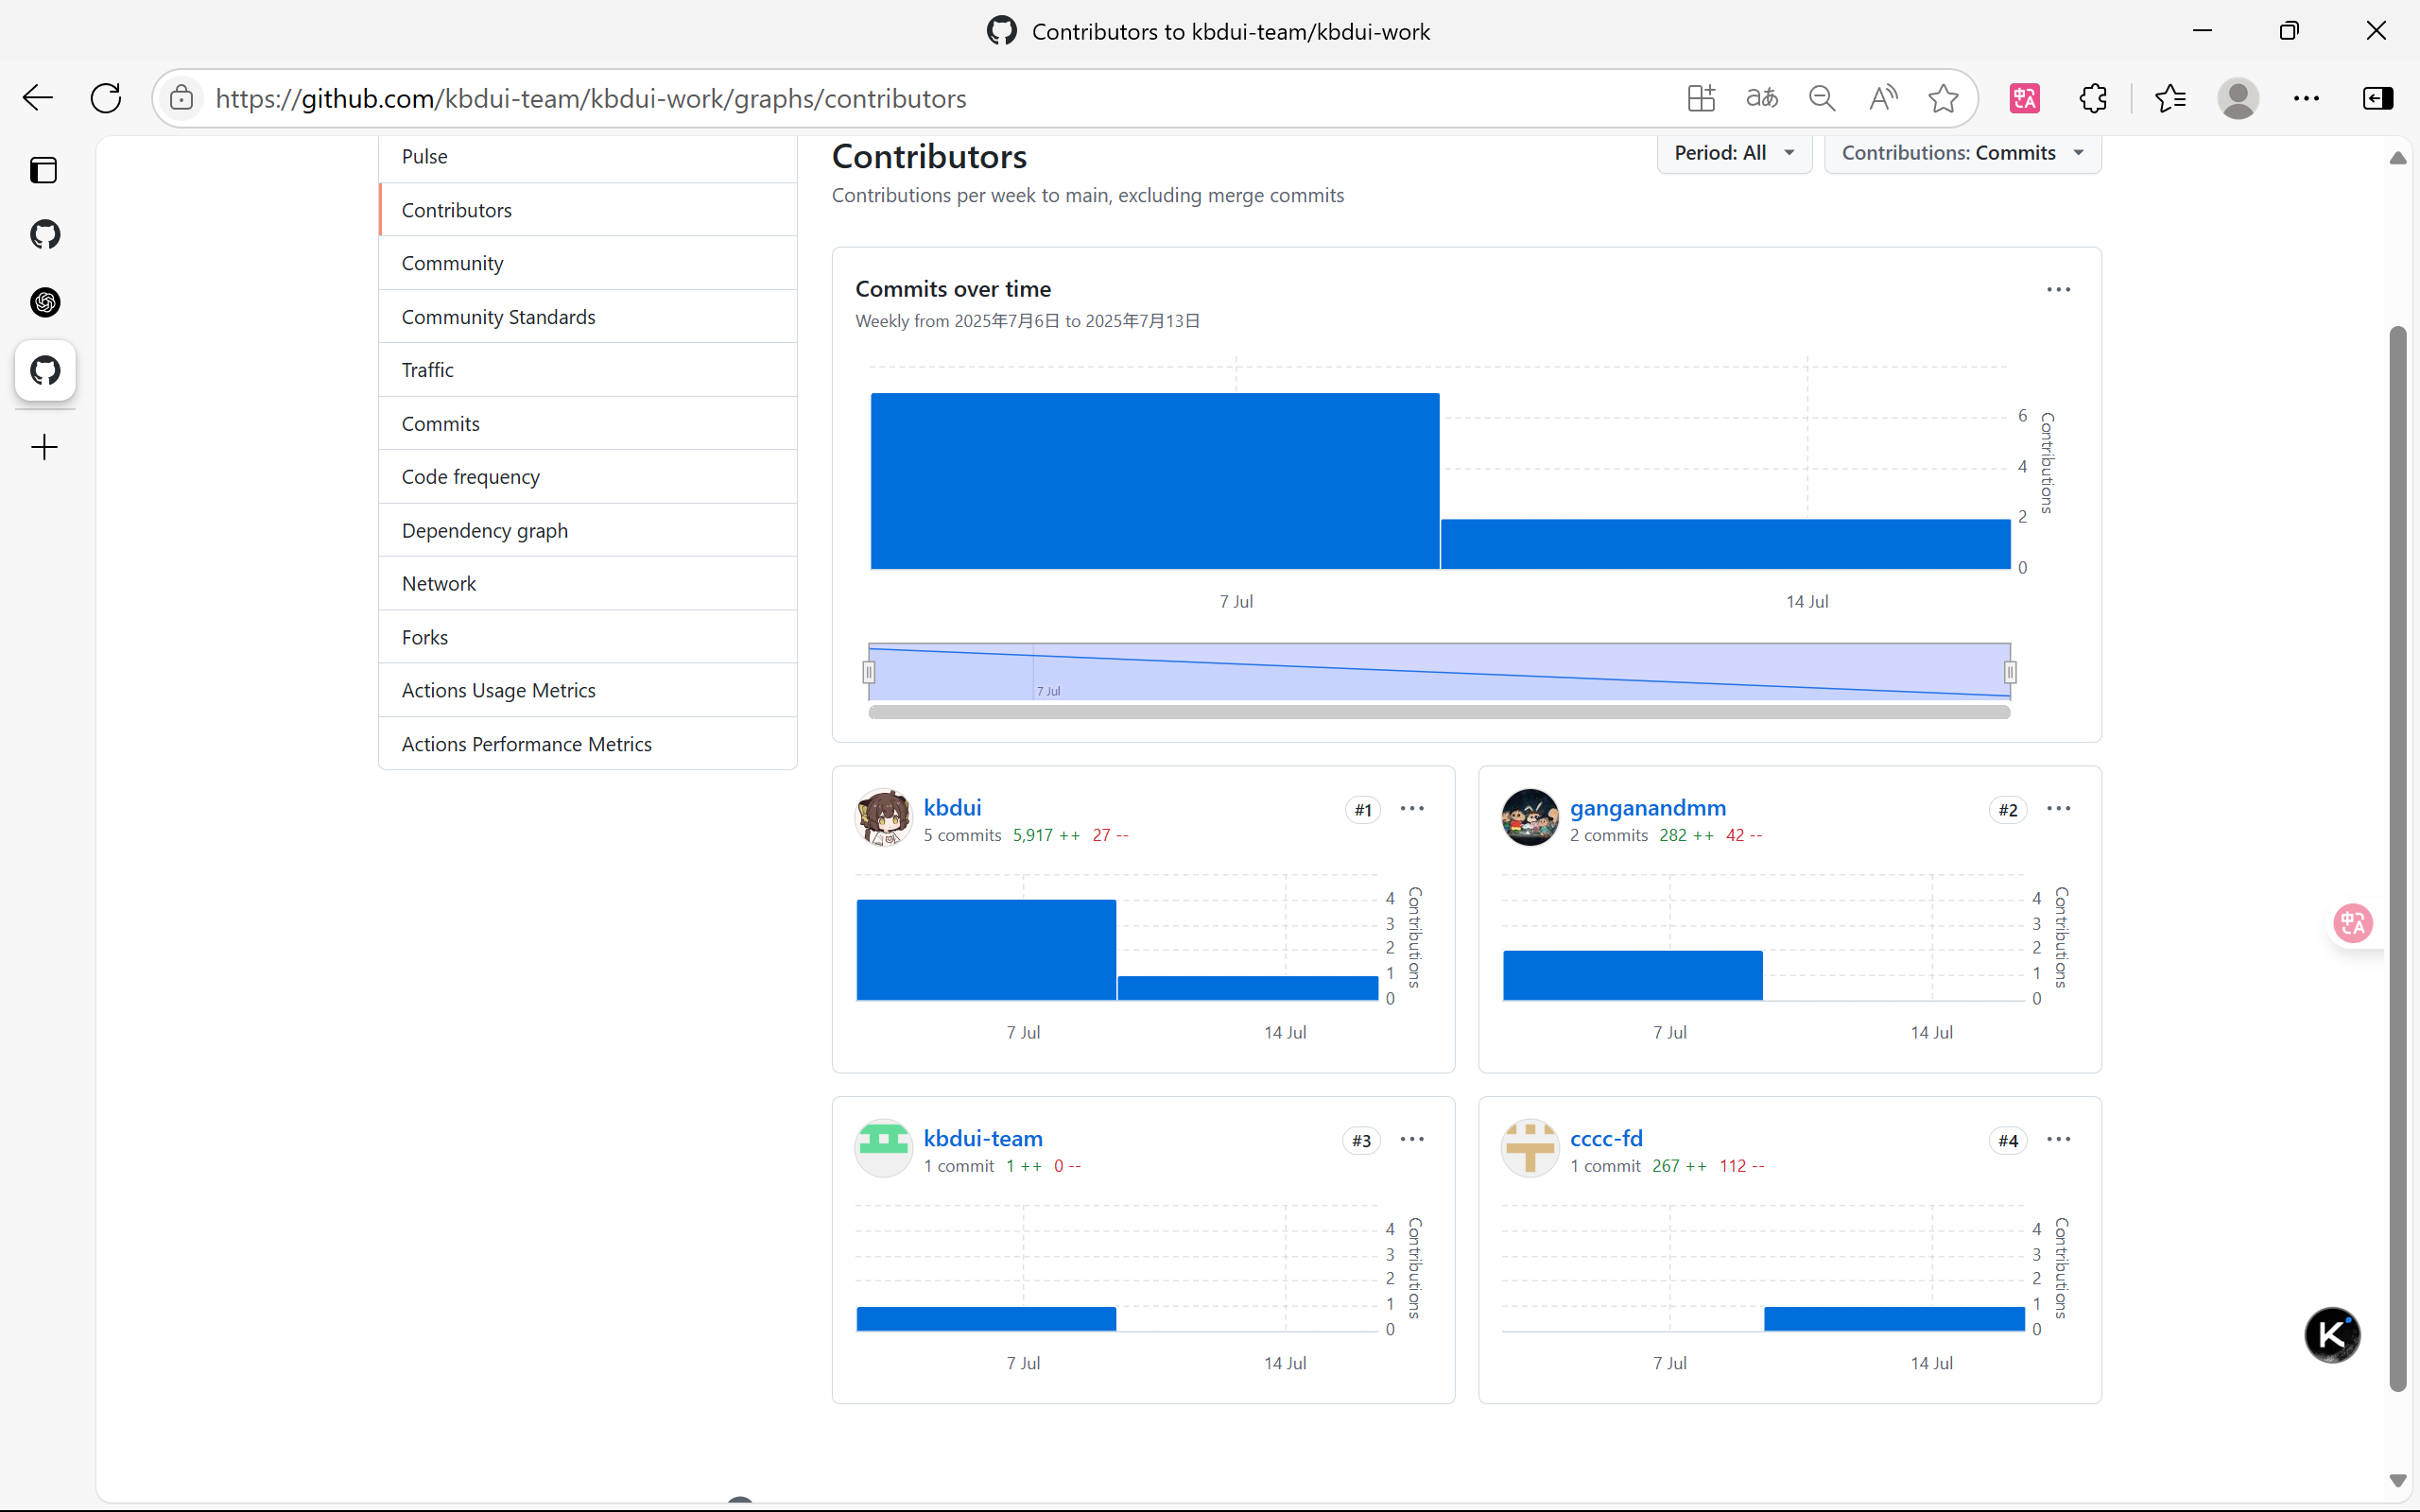 Contributors to kbdui-team/kbdui-work
https://github.com/kbdui-team/kbdui-work/graphs/contributors
aあ
A
中A
Pulse
Contributors
Community
Community Standards
Traffic
Commits
Code frequency
Dependency graph
Network
Forks
Actions Usage Metrics
Actions Performance Metrics
Contributors
Period: All
Contributions: Commits
Contributions per week to main, excluding merge commits
Commits over time
Weekly from 2025年7月6日 to 2025年7月13日
6
4
2
0
Contributions
7 Jul
14 Jul
7 Jul
kbdui
#1
5 commits 5,917 ++ 27 --
4
3
2
1
0
Contributions
7 Jul
14 Jul
ganganandmm
#2
2 commits 282 ++ 42 --
4
3
2
1
0
Contributions
7 Jul
14 Jul
kbdui-team
#3
1 commit 1 ++ 0 --
4
3
2
1
0
Contributions
7 Jul
14 Jul
cccc-fd
#4
1 commit 267 ++ 112 --
4
3
2
1
0
Contributions
7 Jul
14 Jul
中A
K